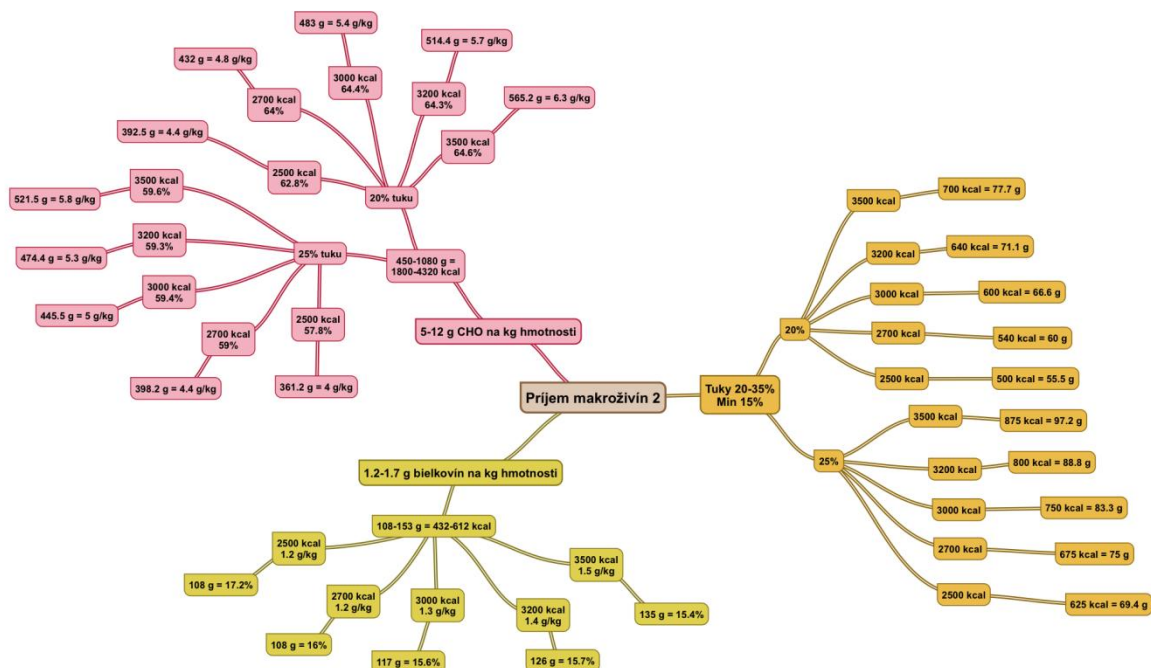 Príjem makroživín 2
5-12 g CHO na kg hmotnosti
450-1080 g =
1800-4320 kcal
20% tuku
2500 kcal
62.8%
392.5 g = 4.4 g/kg
2700 kcal
64%
432 g = 4.8 g/kg
3000 kcal
64.4%
483 g = 5.4 g/kg
3200 kcal
64.3%
514.4 g = 5.7 g/kg
3500 kcal
64.6%
565.2 g = 6.3 g/kg
25% tuku
3500 kcal
59.6%
521.5 g = 5.8 g/kg
3200 kcal
59.3%
474.4 g = 5.3 g/kg
3000 kcal
59.4%
445.5 g = 5 g/kg
2700 kcal
59%
398.2 g = 4.4 g/kg
2500 kcal
57.8%
361.2 g = 4 g/kg
Tuky 20-35%
Min 15%
20%
3500 kcal
700 kcal = 77.7 g
3200 kcal
640 kcal = 71.1 g
3000 kcal
600 kcal = 66.6 g
2700 kcal
540 kcal = 60 g
2500 kcal
500 kcal = 55.5 g
25%
3500 kcal
875 kcal = 97.2 g
3200 kcal
800 kcal = 88.8 g
3000 kcal
750 kcal = 83.3 g
2700 kcal
675 kcal = 75 g
2500 kcal
625 kcal = 69.4 g
1.2-1.7 g bielkovín na kg hmotnosti
108-153 g = 432-612 kcal
2500 kcal
1.2 g/kg
108 g = 17.2%
2700 kcal
1.2 g/kg
108 g = 16%
3000 kcal
1.3 g/kg
117 g = 15.6%
3200 kcal
1.4 g/kg
126 g = 15.7%
3500 kcal
1.5 g/kg
135 g = 15.4%